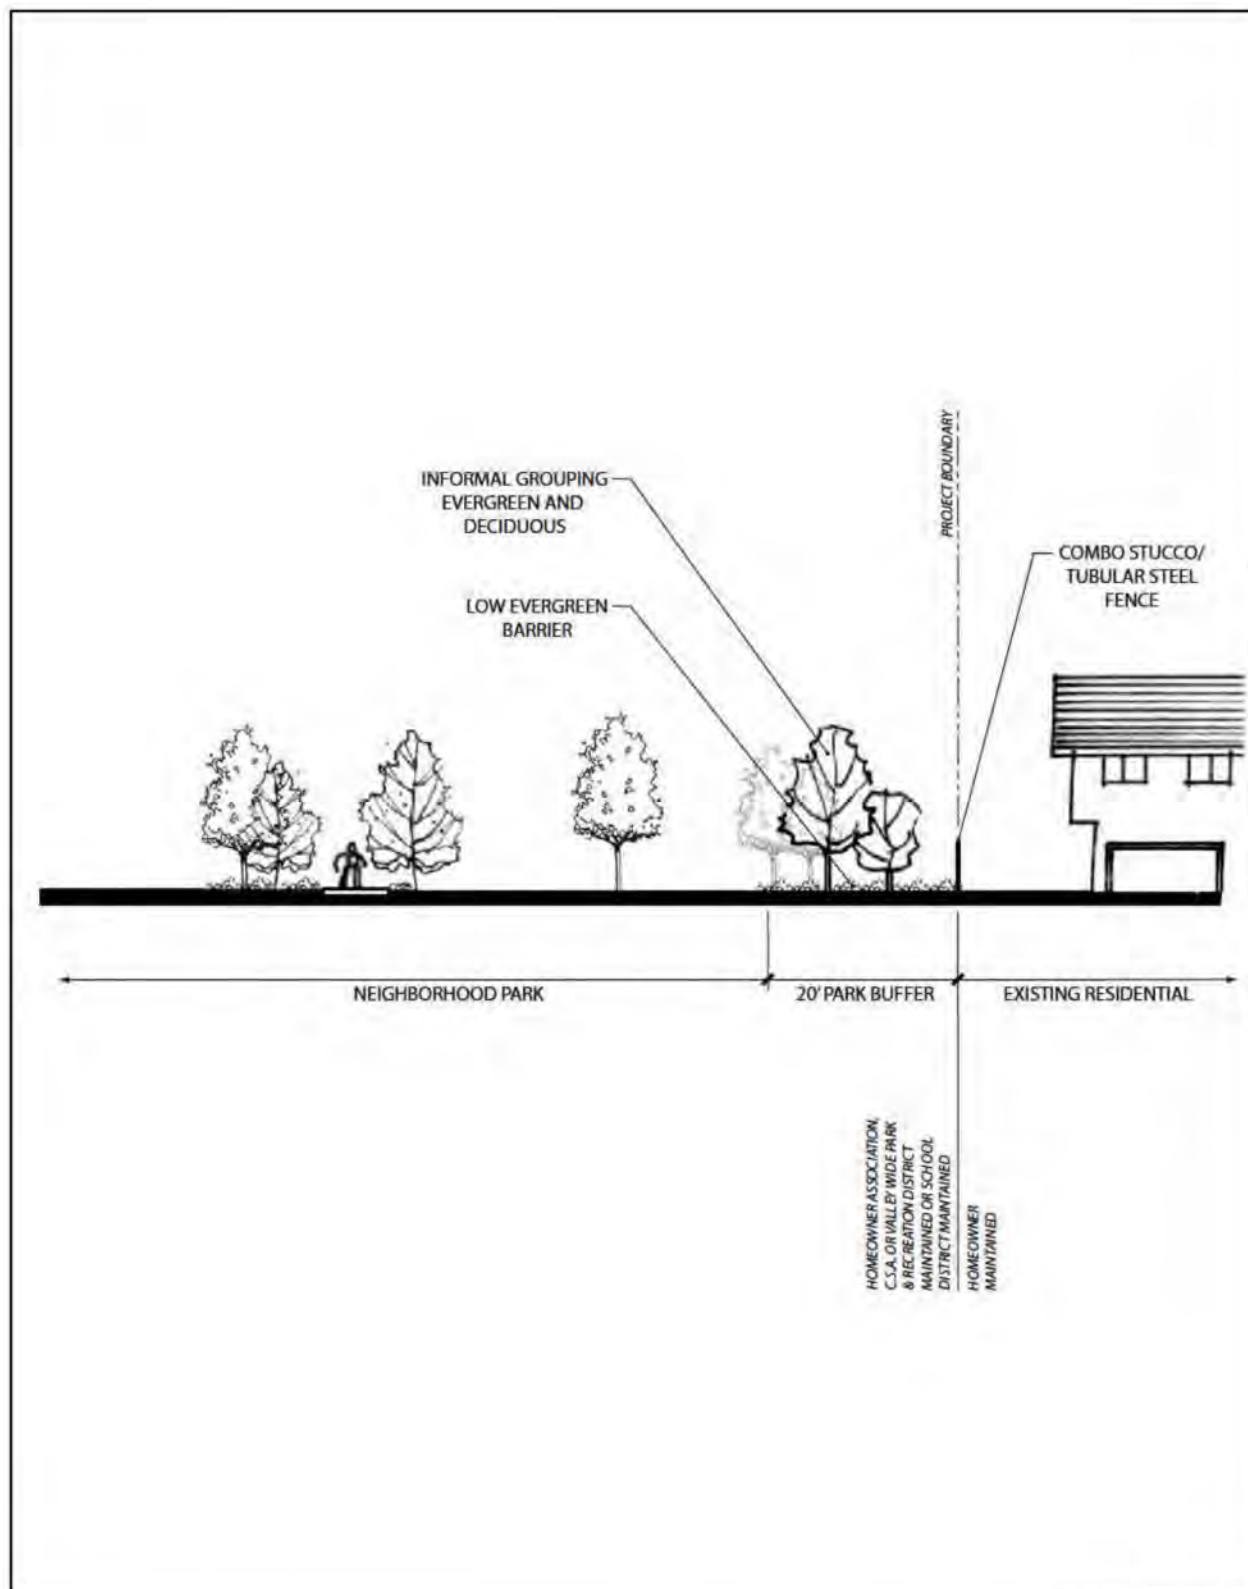 PROJECT BOUNDARY
INFORMAL GROUPING
EVERGREEN AND
DECIDUOUS
LOW EVERGREEN
BARRIER
COMBO STUCCO/
TUBULAR STEEL
FENCE
NEIGHBORHOOD PARK
20' PARK BUFFER
EXISTING RESIDENTIAL
HOMEOWNER ASSOCIATION,
C.S.A. OR VALLEY WIDE PARK
& RECREATION DISTRICT
MAINTAINED OR SCHOOL
DISTRICT MAINTAINED
HOMEOWNER
MAINTAINED